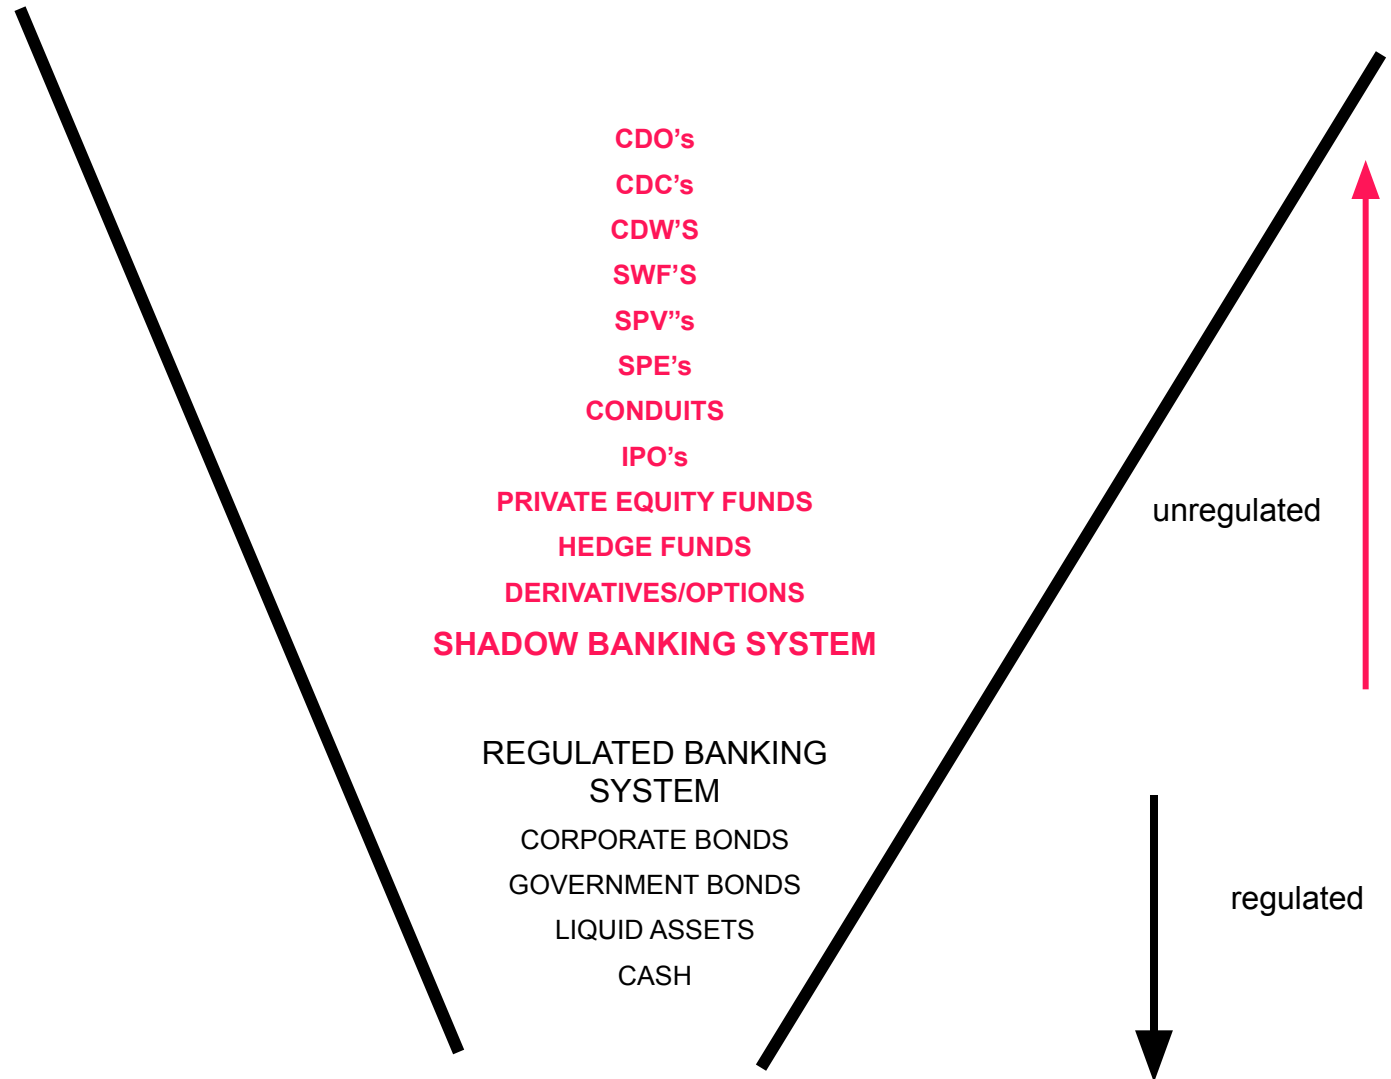 CDO’s
CDC’s
CDW’S
SWF’S
SPV”s
SPE’s
CONDUITS
IPO’s
PRIVATE EQUITY FUNDS
unregulated
HEDGE FUNDS
DERIVATIVES/OPTIONS
SHADOW BANKING SYSTEM
REGULATED BANKING
SYSTEM
CORPORATE BONDS
GOVERNMENT BONDS
regulated
LIQUID ASSETS
CASH